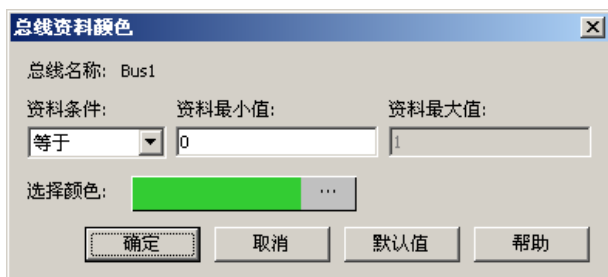 总线资料颜色
总线名称: Bus1
资料条件: 资料最小值: 资料最大值:
等于 0 1
选择颜色: ...
确定 取消 默认值 帮助